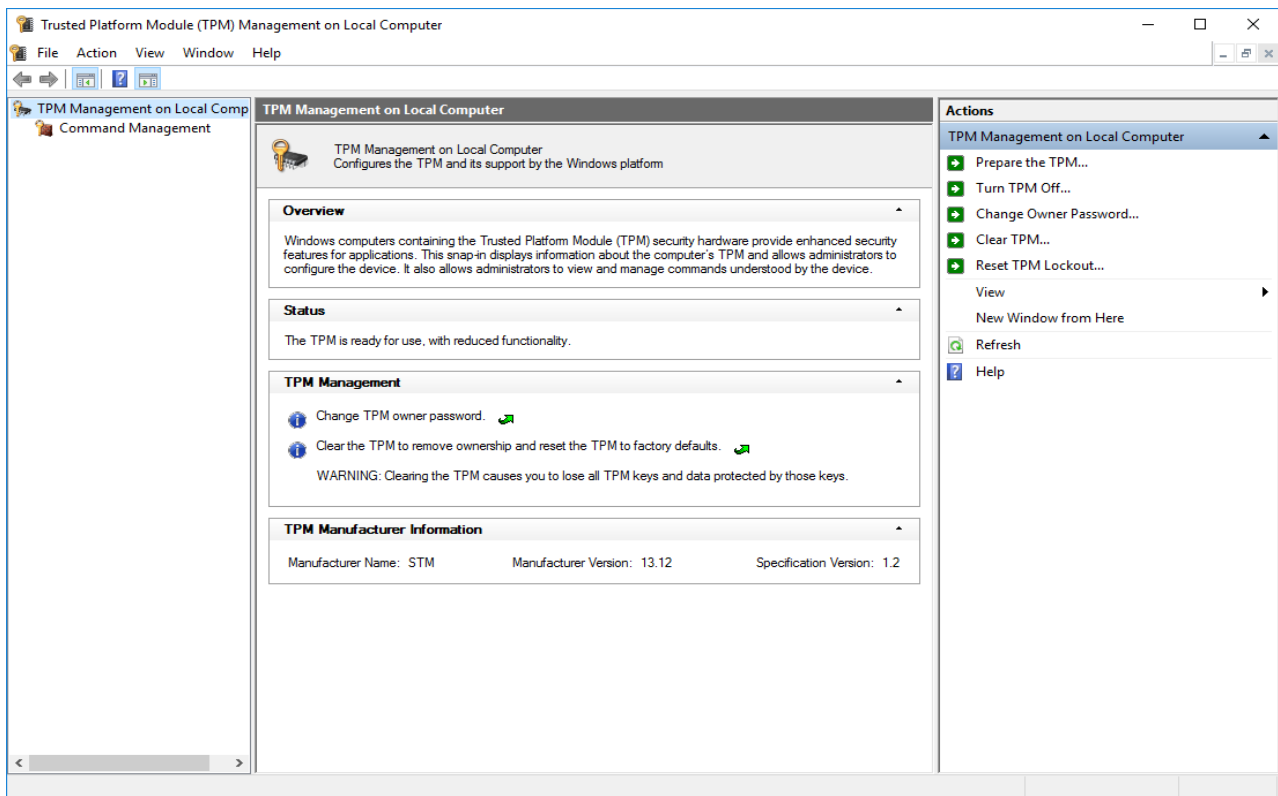 Trusted Platform Module (TPM) Management on Local Computer
File Action View Window Help
TPM Management on Local Comp
Command Management
TPM Management on Local Computer
TPM Management on Local Computer
Configures the TPM and its support by the Windows platform
Overview
Windows computers containing the Trusted Platform Module (TPM) security hardware provide enhanced security
features for applications. This snap-in displays information about the computer's TPM and allows administrators to
configure the device. It also allows administrators to view and manage commands understood by the device.
Status
The TPM is ready for use, with reduced functionality.
TPM Management
Change TPM owner password.
Clear the TPM to remove ownership and reset the TPM to factory defaults.
WARNING: Clearing the TPM causes you to lose all TPM keys and data protected by those keys.
TPM Manufacturer Information
Manufacturer Name: STM Manufacturer Version: 13.12 Specification Version: 1.2
Actions
TPM Management on Local Computer
Prepare the TPM...
Turn TPM Off...
Change Owner Password...
Clear TPM...
Reset TPM Lockout...
View
New Window from Here
Refresh
Help